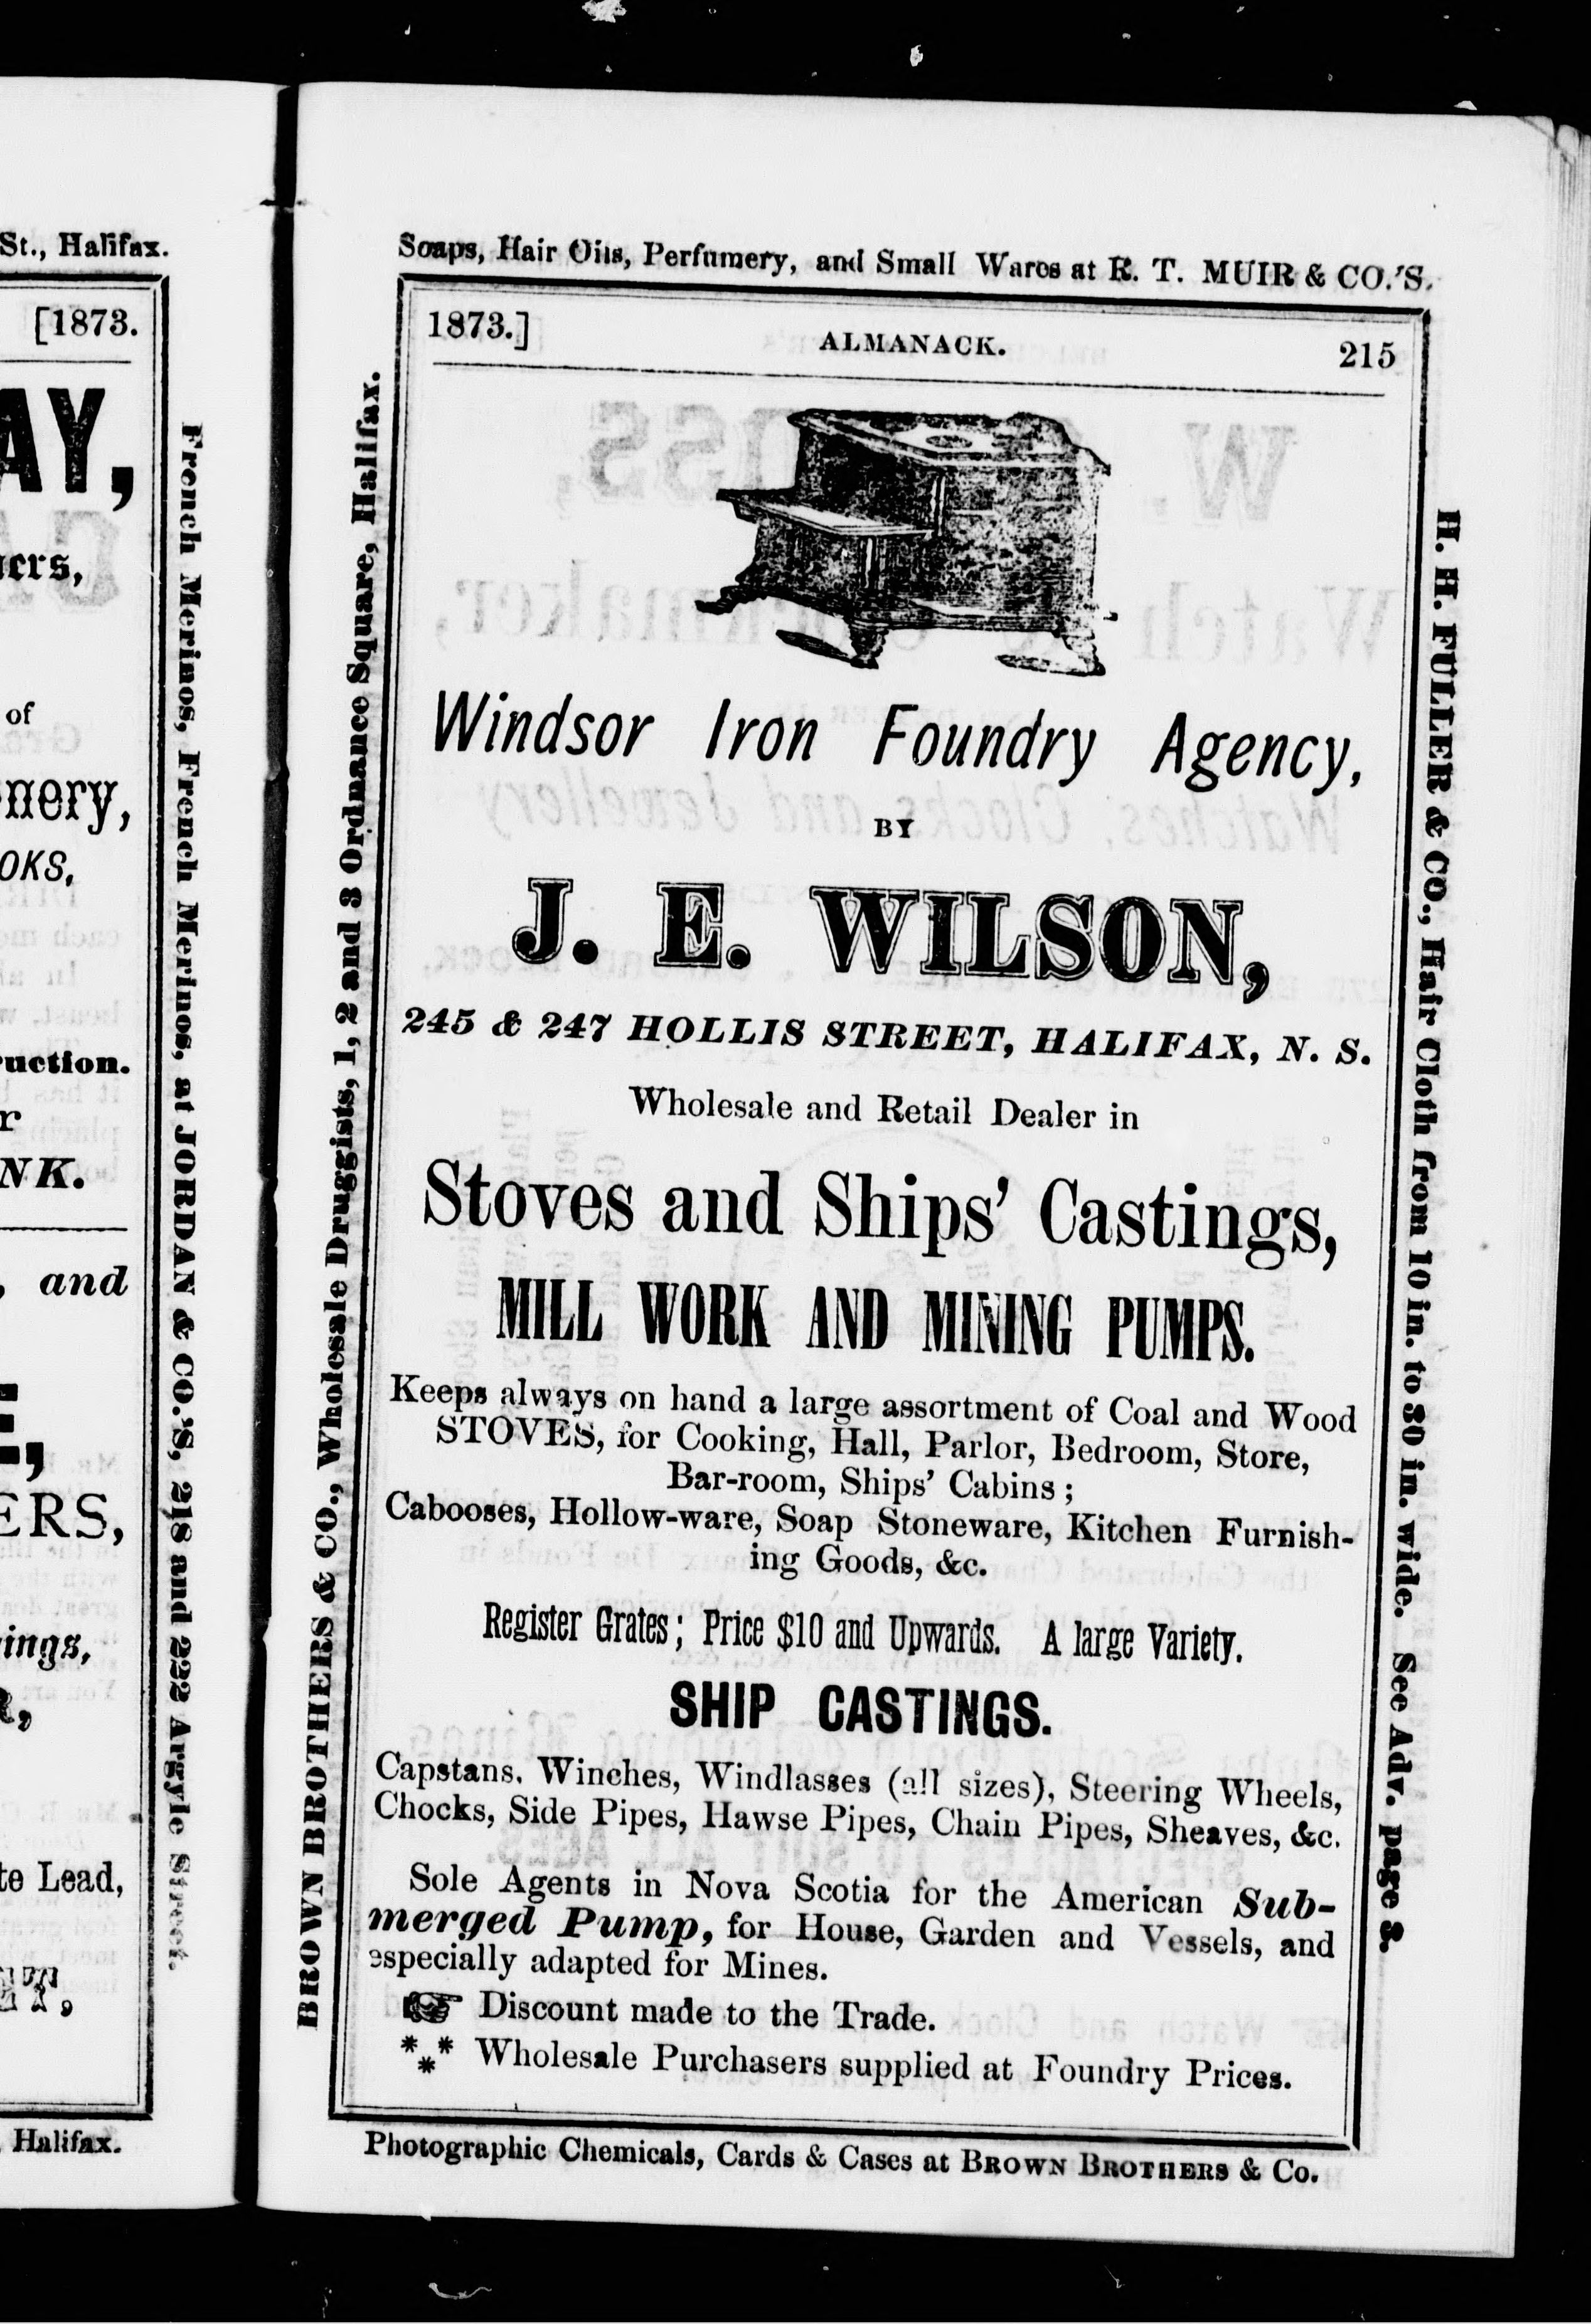 St., Halifax.
[1873.
AY,
of
OKS,
NK.
, and
ERS,
te Lead,
Halifax.
French Merinos, French Merinos, at JORDAN & CO.'S, 218 and 222 Argyle Street.
Soaps, Hair Oils, Perfumery, and Small Wares at R. T. MUIR & CO.'S.
1873.] ALMANACK. 215
BROWN BROTHERS & CO., Wholesale Druggists, 1, 2 and 3 Ordnance Square, Halifax.
Windsor Iron Foundry Agency,
BY
J. E. WILSON,
245 & 247 HOLLIS STREET, HALIFAX, N. S.
Wholesale and Retail Dealer in
Stoves and Ships' Castings,
MILL WORK AND MINING PUMPS.
Keeps always on hand a large assortment of Coal and Wood
STOVES, for Cooking, Hall, Parlor, Bedroom, Store,
Bar-room, Ships' Cabins ;
Cabooses, Hollow-ware, Soap Stoneware, Kitchen Furnish-
ing Goods, &c.
Register Grates ; Price $10 and Upwards. A large Variety.
SHIP CASTINGS.
Capstans. Winches, Windlasses (all sizes), Steering Wheels,
Chocks, Side Pipes, Hawse Pipes, Chain Pipes, Sheaves, &c.
Sole Agents in Nova Scotia for the American Sub-
merged Pump, for House, Garden and Vessels, and
especially adapted for Mines.
☞ Discount made to the Trade.
*** Wholesale Purchasers supplied at Foundry Prices.
H. H. FULLER & CO., Hair Cloth from 10 in. to 30 in. wide. See Adv. page 8.
Photographic Chemicals, Cards & Cases at BROWN BROTHERS & Co.